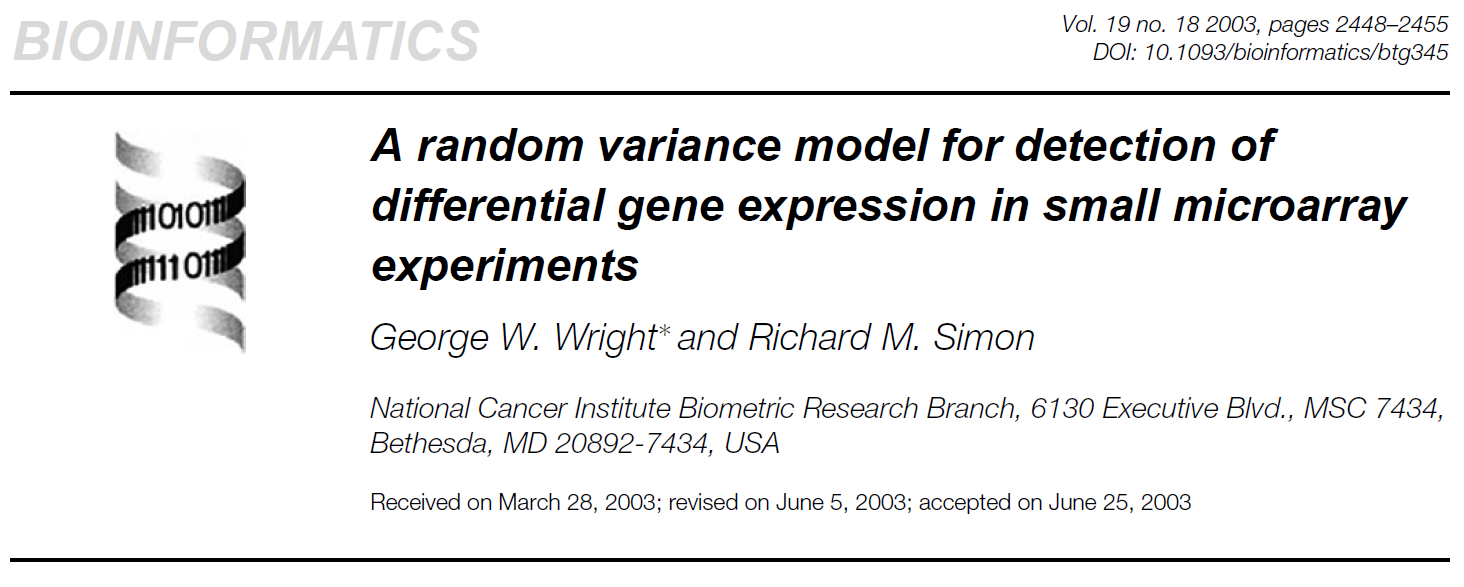 BIOINFORMATICS
Vol. 19 no. 18 2003, pages 2448–2455
DOI: 10.1093/bioinformatics/btg345
A random variance model for detection of
differential gene expression in small microarray
experiments
George W. Wright* and Richard M. Simon
National Cancer Institute Biometric Research Branch, 6130 Executive Blvd., MSC 7434,
Bethesda, MD 20892-7434, USA
Received on March 28, 2003; revised on June 5, 2003; accepted on June 25, 2003